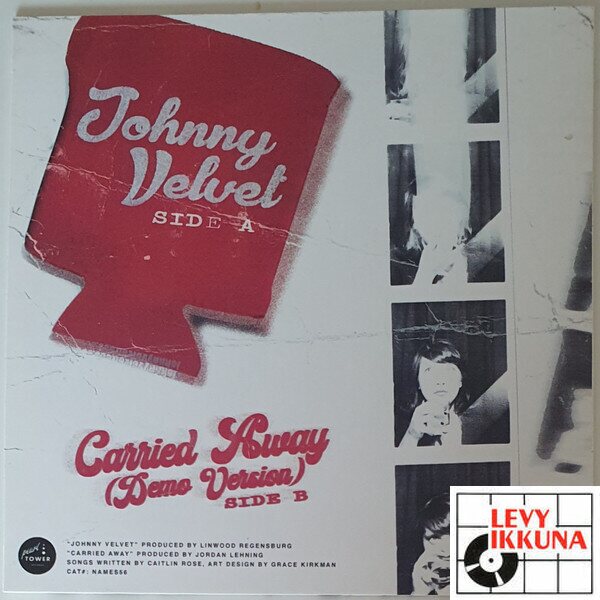 Johnny
Velvet
SIDE A
Carried Away
(Demo Version)
SIDE B
pearl
TOWER
"JOHNNY VELVET" PRODUCED BY LINWOOD REGENSBURG
"CARRIED AWAY" PRODUCED BY JORDAN LEHNING
SONGS WRITTEN BY CAITLIN ROSE, ART DESIGN BY GRACE KIRKMAN
CAT#: NAMES56
LEVY
IKKUNA